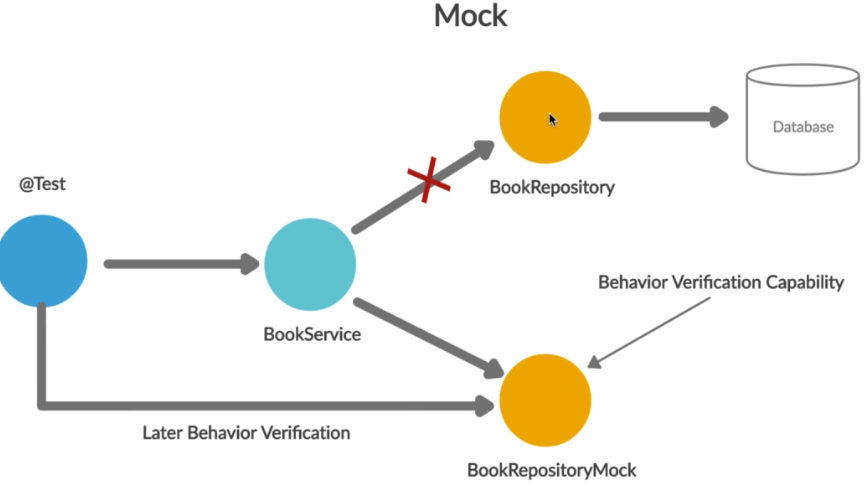 Mock
Database
@Test
BookRepository
Behavior Verification Capability
BookService
Later Behavior Verification
BookRepositoryMock